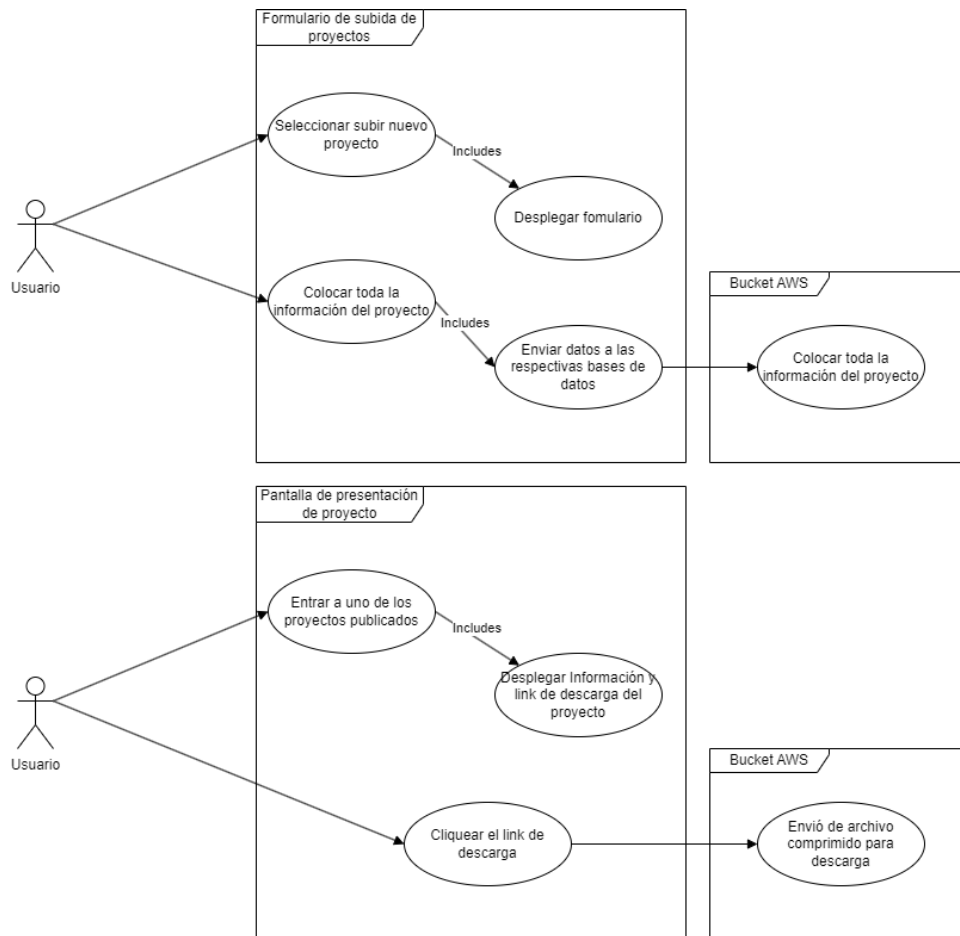 Formulario de subida de
proyectos
Seleccionar subir nuevo
proyecto
Includes
Desplegar fomulario
Usuario
Colocar toda la
información del proyecto
Includes
Enviar datos a las
respectivas bases de
datos
Bucket AWS
Colocar toda la
información del proyecto
Pantalla de presentación
de proyecto
Entrar a uno de los
proyectos publicados
Includes
Desplegar Información y
link de descarga del
proyecto
Usuario
Cliquear el link de
descarga
Bucket AWS
Envió de archivo
comprimido para
descarga